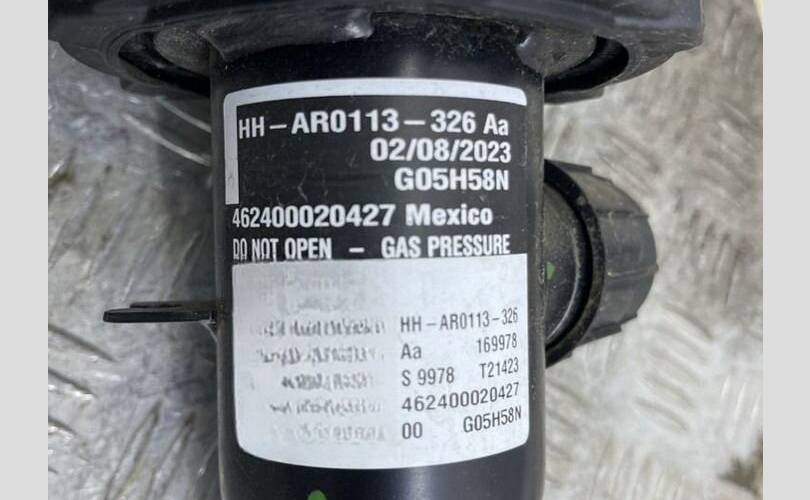 HH-AR0113-326 Aa
02/08/2023
G05H58N
462400020427 Mexico
DO NOT OPEN - GAS PRESSURE
HH-AR0113-326
Aa 169978
S 9978 T21423
462400020427
00 G05H58N